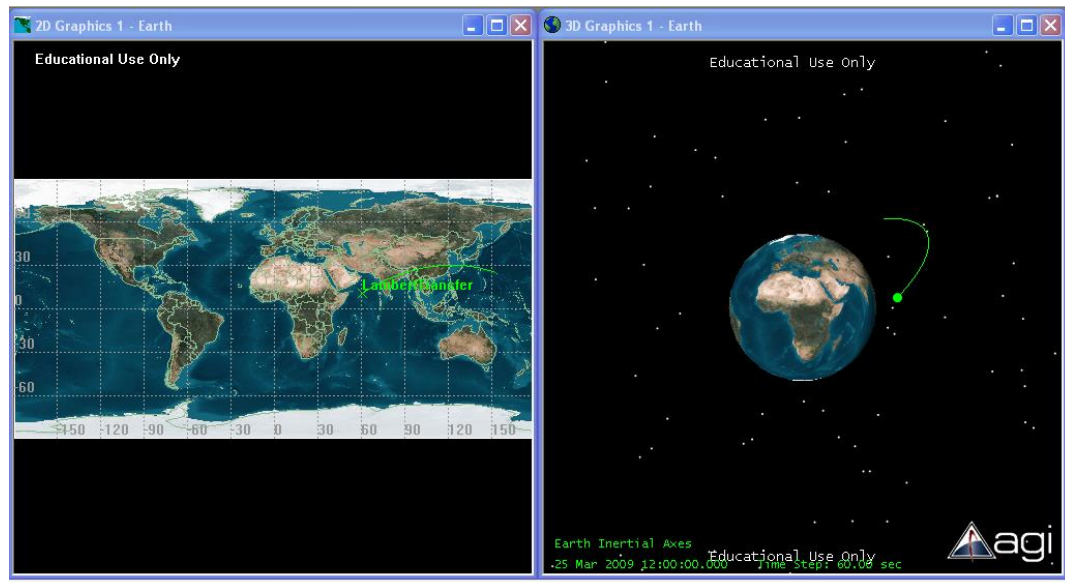 2D Graphics 1 - Earth
Educational Use Only
30
0
-30
-60
-150 -120 -90 -60 -30 0 30 60 90 120 150
LambertTransfer
3D Graphics 1 - Earth
Educational Use Only
Earth Inertial Axes
25 Mar 2009 12:00:00.000 Time Step: 60.00 sec
Educational Use Only
agi